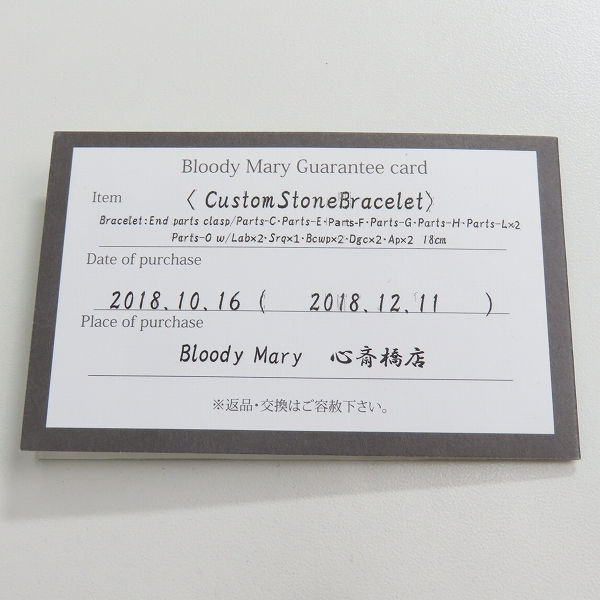 Bloody Mary Guarantee card
Item 〈CustomStoneBracelet〉
Bracelet:End parts clasp/Parts-C・Parts-E・Parts-F・Parts-G・Parts-H・Parts-L×2
Parts-O w/Lab×2・Srq×1・Bcwp×2・Dgc×2・Ap×2 18cm
Date of purchase
2018.10.16 ( 2018.12.11 )
Place of purchase
Bloody Mary 心斎橋店
※返品・交換はご容赦下さい。